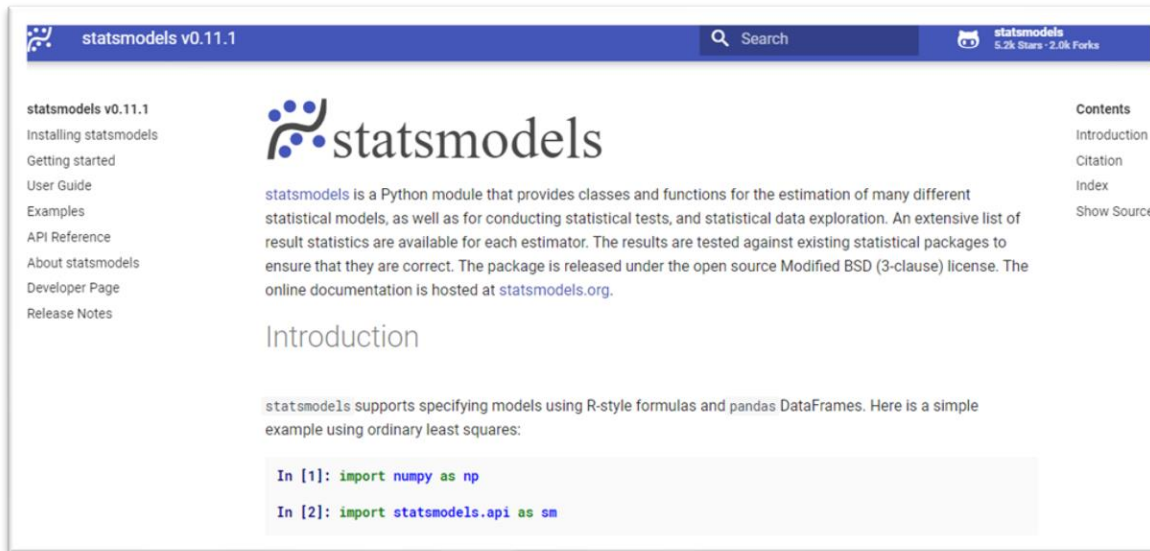 statsmodels v0.11.1
Search
statsmodels
5.2k Stars · 2.0k Forks
statsmodels v0.11.1
Installing statsmodels
Getting started
User Guide
Examples
API Reference
About statsmodels
Developer Page
Release Notes
statsmodels
statsmodels is a Python module that provides classes and functions for the estimation of many different
statistical models, as well as for conducting statistical tests, and statistical data exploration. An extensive list of
result statistics are available for each estimator. The results are tested against existing statistical packages to
ensure that they are correct. The package is released under the open source Modified BSD (3-clause) license. The
online documentation is hosted at statsmodels.org.
Introduction
statsmodels supports specifying models using R-style formulas and pandas DataFrames. Here is a simple
example using ordinary least squares:
In [1]: import numpy as np
In [2]: import statsmodels.api as sm
Contents
Introduction
Citation
Index
Show Source